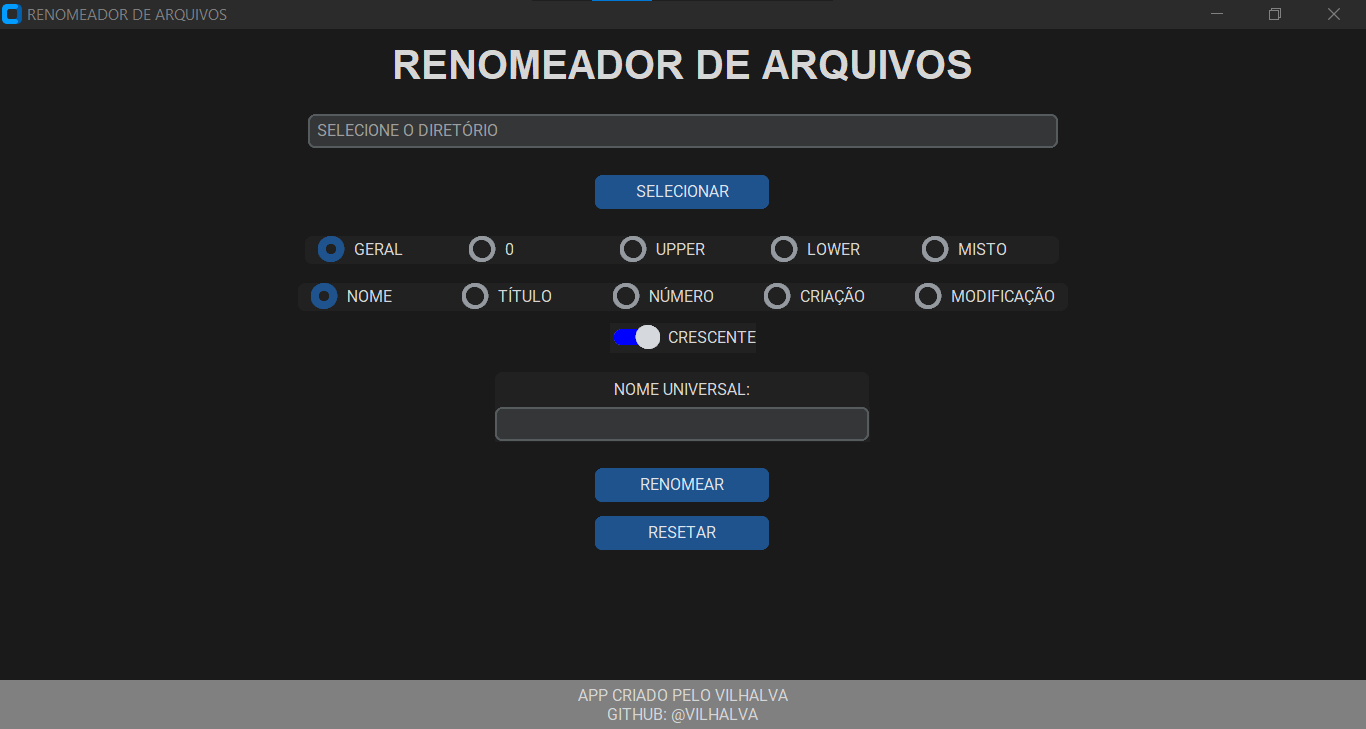 RENOMEADOR DE ARQUIVOS
RENOMEADOR DE ARQUIVOS
SELECIONE O DIRETÓRIO
SELECIONAR
GERAL 0 UPPER LOWER MISTO
NOME TÍTULO NÚMERO CRIAÇÃO MODIFICAÇÃO
CRESCENTE
NOME UNIVERSAL:
RENOMEAR
RESETAR
APP CRIADO PELO VILHALVA
GITHUB: @VILHALVA